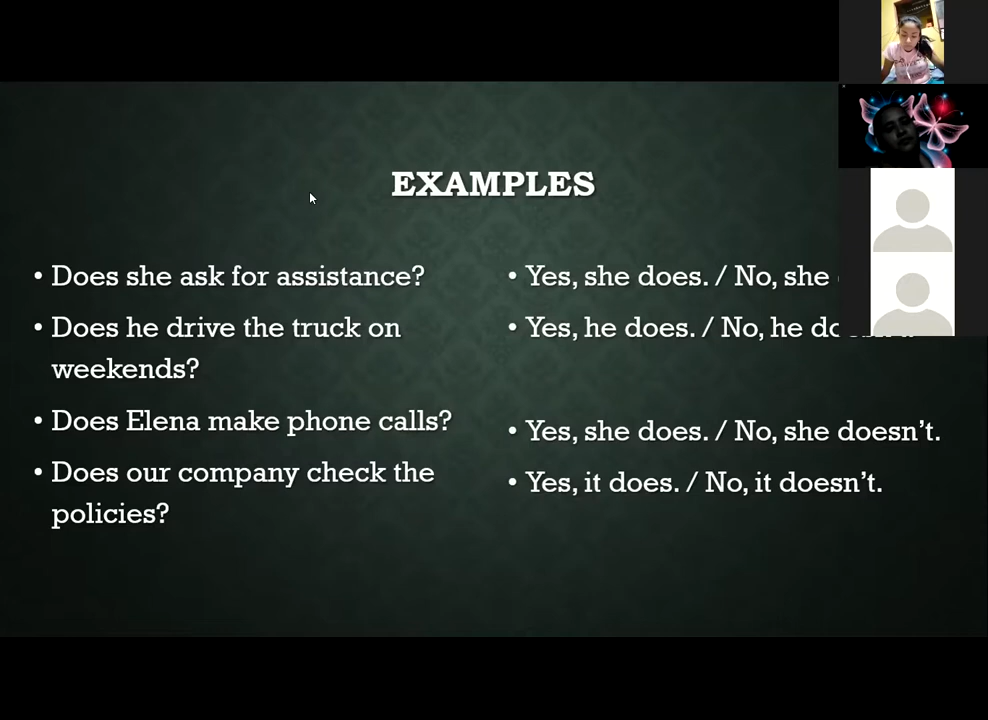 EXAMPLES
• Does she ask for assistance?
• Does he drive the truck on
weekends?
• Does Elena make phone calls?
• Does our company check the
policies?
• Yes, she does. / No, she
• Yes, he does. / No, he
• Yes, she does. / No, she doesn’t.
• Yes, it does. / No, it doesn’t.